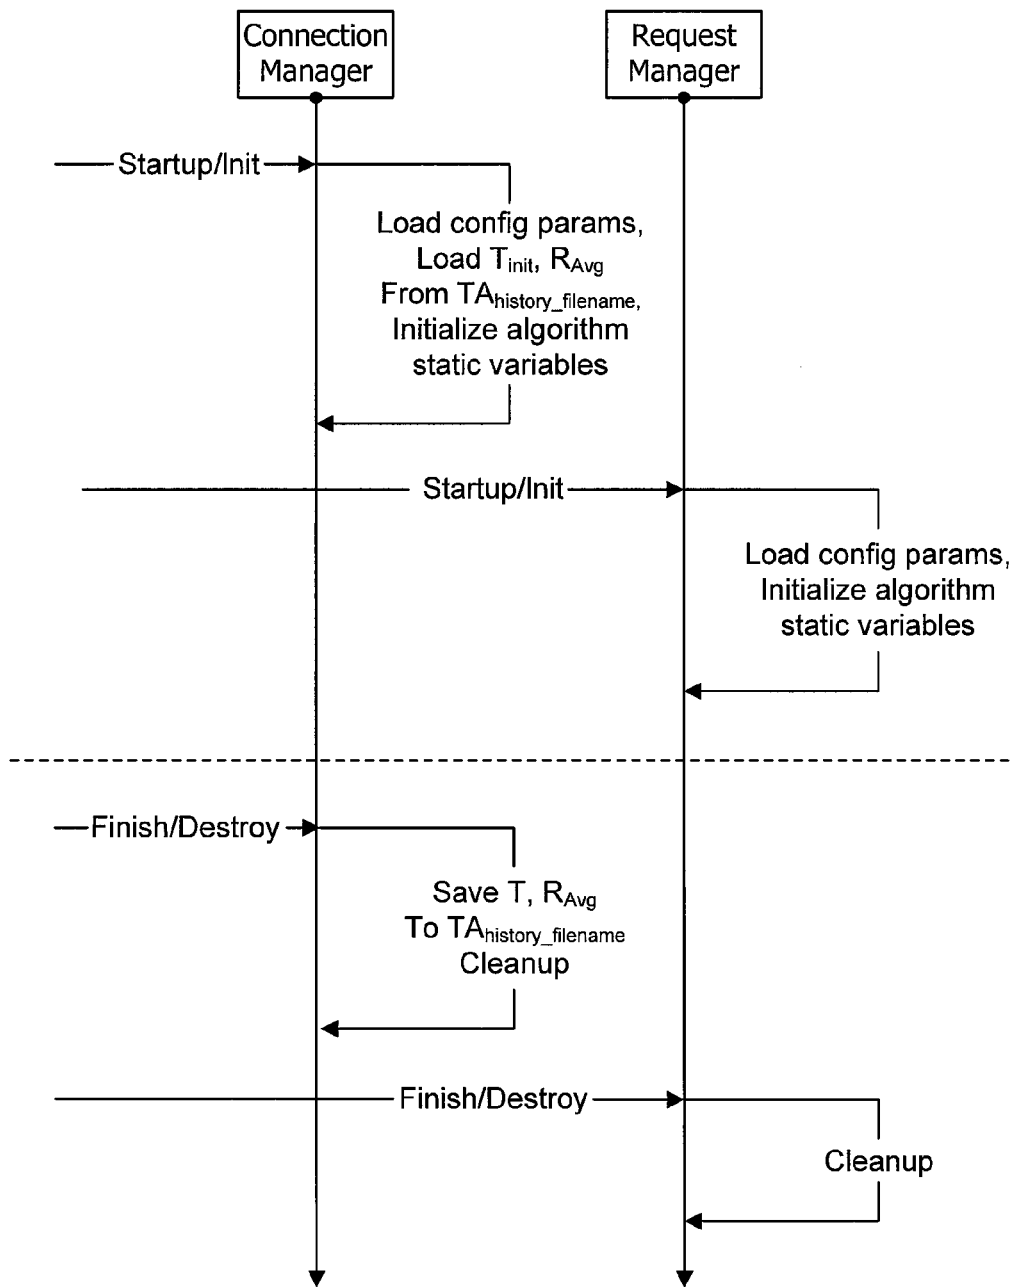 Connection
Manager
Request
Manager
Startup/Init
Load config params,
Load Tinit, RAvg
From TAhistory_filename,
Initialize algorithm
static variables
Startup/Init
Load config params,
Initialize algorithm
static variables
Finish/Destroy
Save T, RAvg
To TAhistory_filename
Cleanup
Finish/Destroy
Cleanup